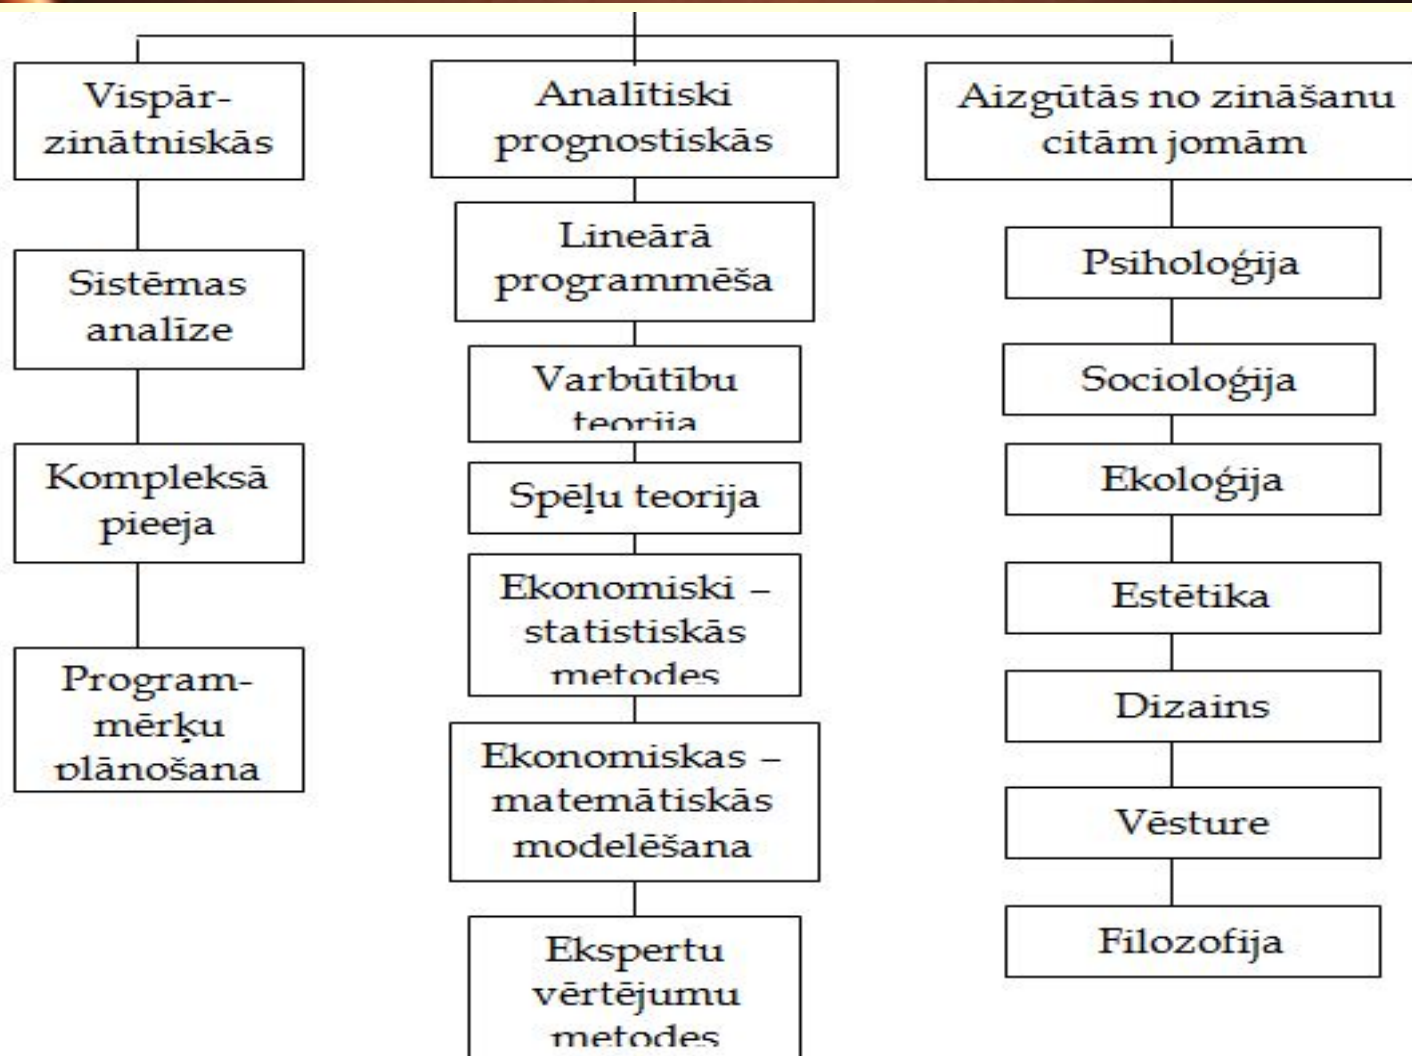 Vispār-
zinātniskās
Sistēmas
analīze
Kompleksā
pieeja
Program-
mērķu
plānošana
Analītiski
prognostiskās
Lineārā
programmēša
Varbūtību
teorija
Spēļu teorija
Ekonomiski –
statistiskās
metodes
Ekonomiskas –
matemātiskās
modelēšana
Ekspertu
vērtējumu
metodes
Aizgūtās no zināšanu
citām jomām
Psiholoģija
Socioloģija
Ekoloģija
Estētika
Dizains
Vēsture
Filozofija